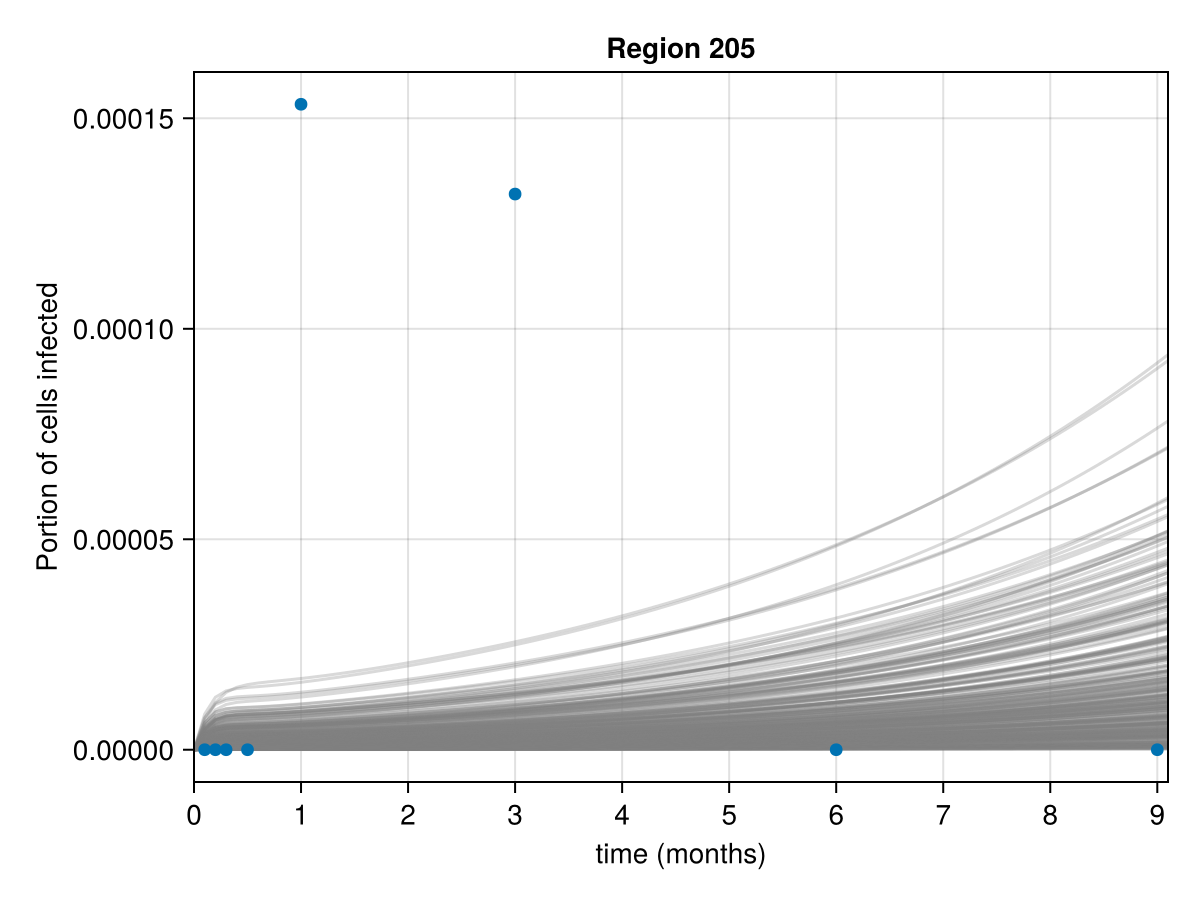 Region 205
Portion of cells infected
0.00015
0.00010
0.00005
0.00000
0 1 2 3 4 5 6 7 8 9
time (months)